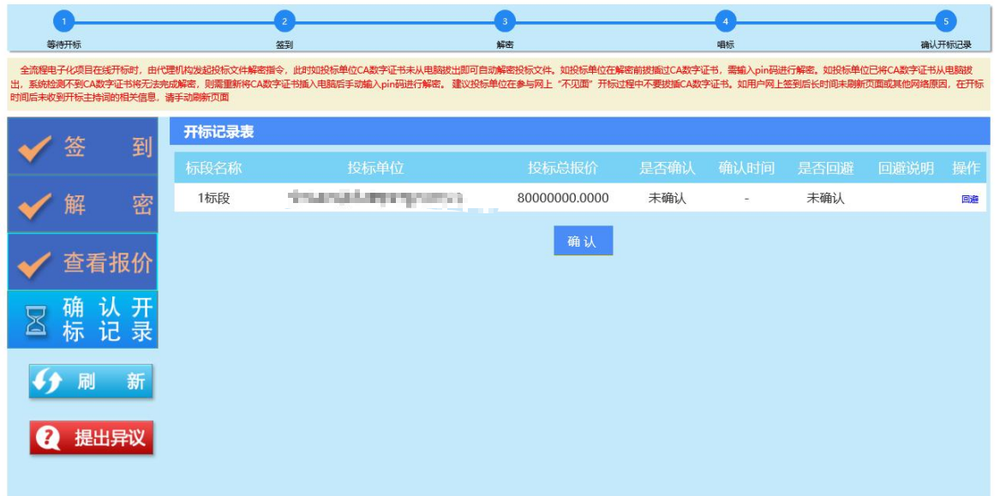 1 2 3 4 5
等待开标 签到 解密 唱标 确认开标记录
全流程电子化项目在线开标时，由代理机构发起投标文件解密指令，此时如投标单位CA数字证书未从电脑拔出即可自动解密投标文件。如投标单位在解密前拔插过CA数字证书，需输入pin码进行解密。如投标单位已将CA数字证书从电脑拔
出，系统检测不到CA数字证书将无法完成解密，则需重新将CA数字证书插入电脑后手动输入pin码进行解密。 建议投标单位在参与网上“不见面”开标过程中不要拔插CA数字证书。如用户网上签到后长时间未刷新页面或其他网络原因，在开标
时间后未收到开标主持词的相关信息，请手动刷新页面
签到
解密
查看报价
确认开
标记录
刷新
提出异议
开标记录表
标段名称 投标单位 投标总报价 是否确认 确认时间 是否回避 回避说明 操作
1标段 80000000.0000 未确认 - 未确认 回避
确认